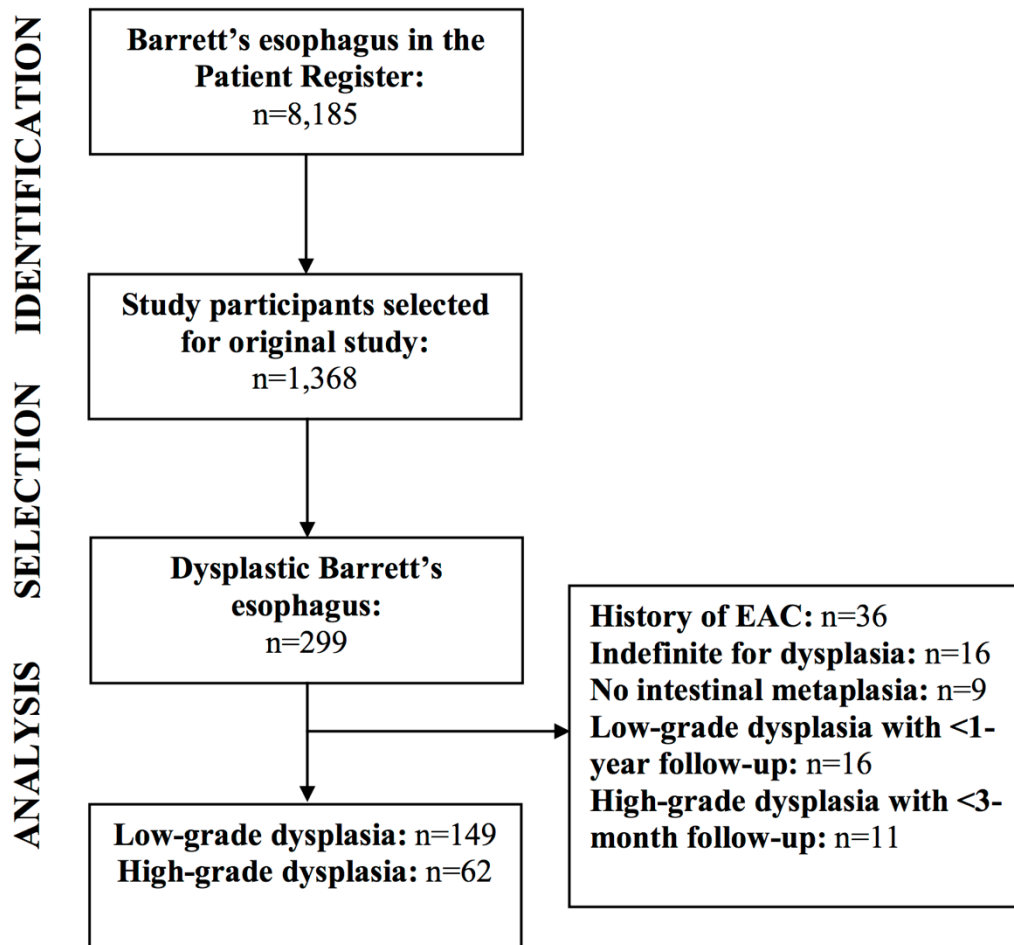 IDENTIFICATION
SELECTION
ANALYSIS
Barrett’s esophagus in the
Patient Register:
n=8,185
Study participants selected
for original study:
n=1,368
Dysplastic Barrett’s
esophagus:
n=299
History of EAC: n=36
Indefinite for dysplasia: n=16
No intestinal metaplasia: n=9
Low-grade dysplasia with <1-
year follow-up: n=16
High-grade dysplasia with <3-
month follow-up: n=11
Low-grade dysplasia: n=149
High-grade dysplasia: n=62